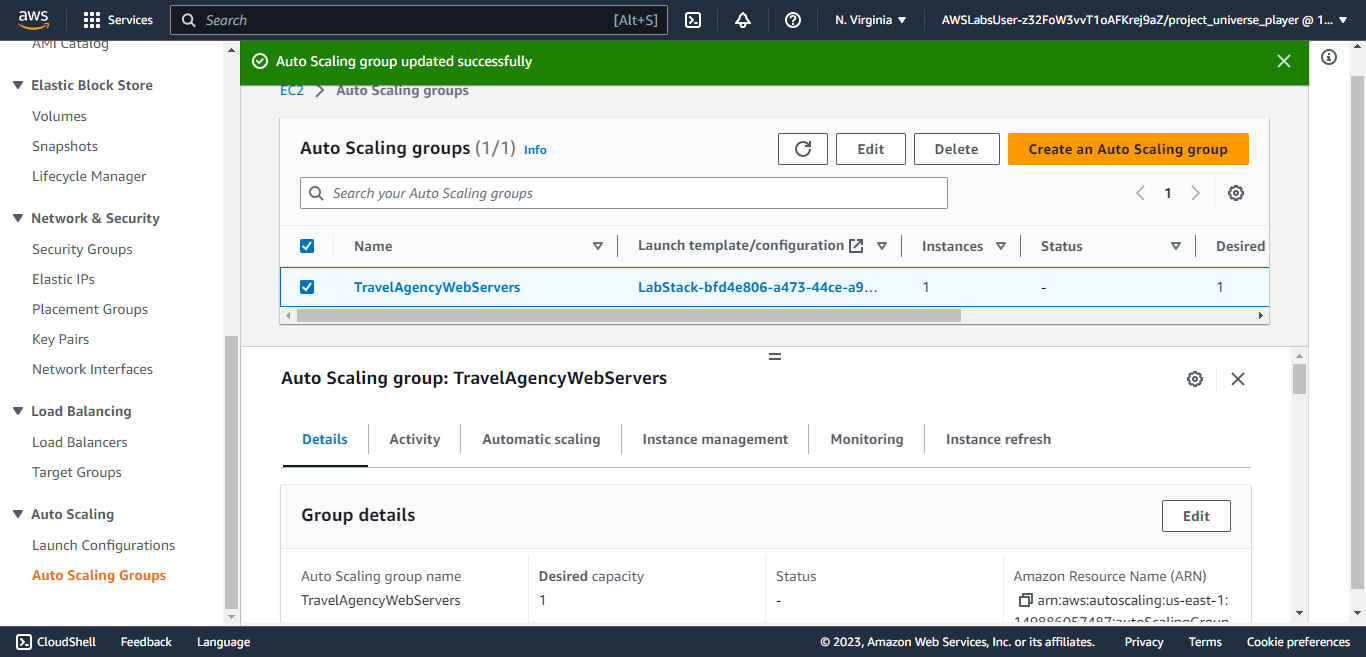 aws
Services
Search
[Alt+S]
N. Virginia
AWSLabsUser-z32FoW3vvT1oAFKrej9aZ/project_universe_player @ 1...
AMI Catalog
Elastic Block Store
Volumes
Snapshots
Lifecycle Manager
Network & Security
Security Groups
Elastic IPs
Placement Groups
Key Pairs
Network Interfaces
Load Balancing
Load Balancers
Target Groups
Auto Scaling
Launch Configurations
Auto Scaling Groups
Auto Scaling group updated successfully
EC2 Auto Scaling groups
Auto Scaling groups (1/1) Info
Edit
Delete
Create an Auto Scaling group
Search your Auto Scaling groups
1
Name Launch template/configuration Instances Status Desired
TravelAgencyWebServers LabStack-bfd4e806-a473-44ce-a9... 1 - 1
Auto Scaling group: TravelAgencyWebServers
Details Activity Automatic scaling Instance management Monitoring Instance refresh
Group details
Edit
Auto Scaling group name
TravelAgencyWebServers
Desired capacity
1
Status
-
Amazon Resource Name (ARN)
arn:aws:autoscaling:us-east-1:
149886057487:autoScalingGroup
CloudShell Feedback Language
© 2023, Amazon Web Services, Inc. or its affiliates. Privacy Terms Cookie preferences